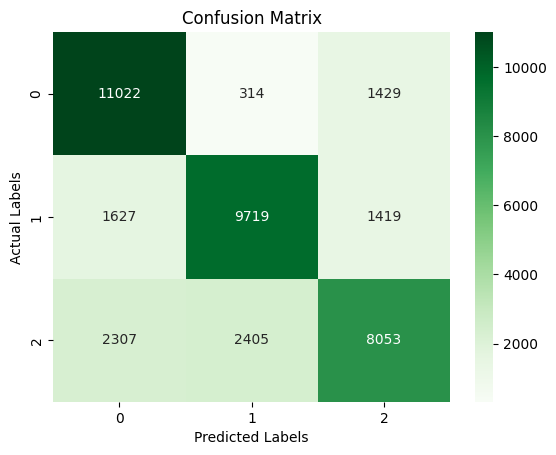 Confusion Matrix
11022 314 1429
1627 9719 1419
2307 2405 8053
0
1
2
Actual Labels
0 1 2
Predicted Labels
10000
8000
6000
4000
2000